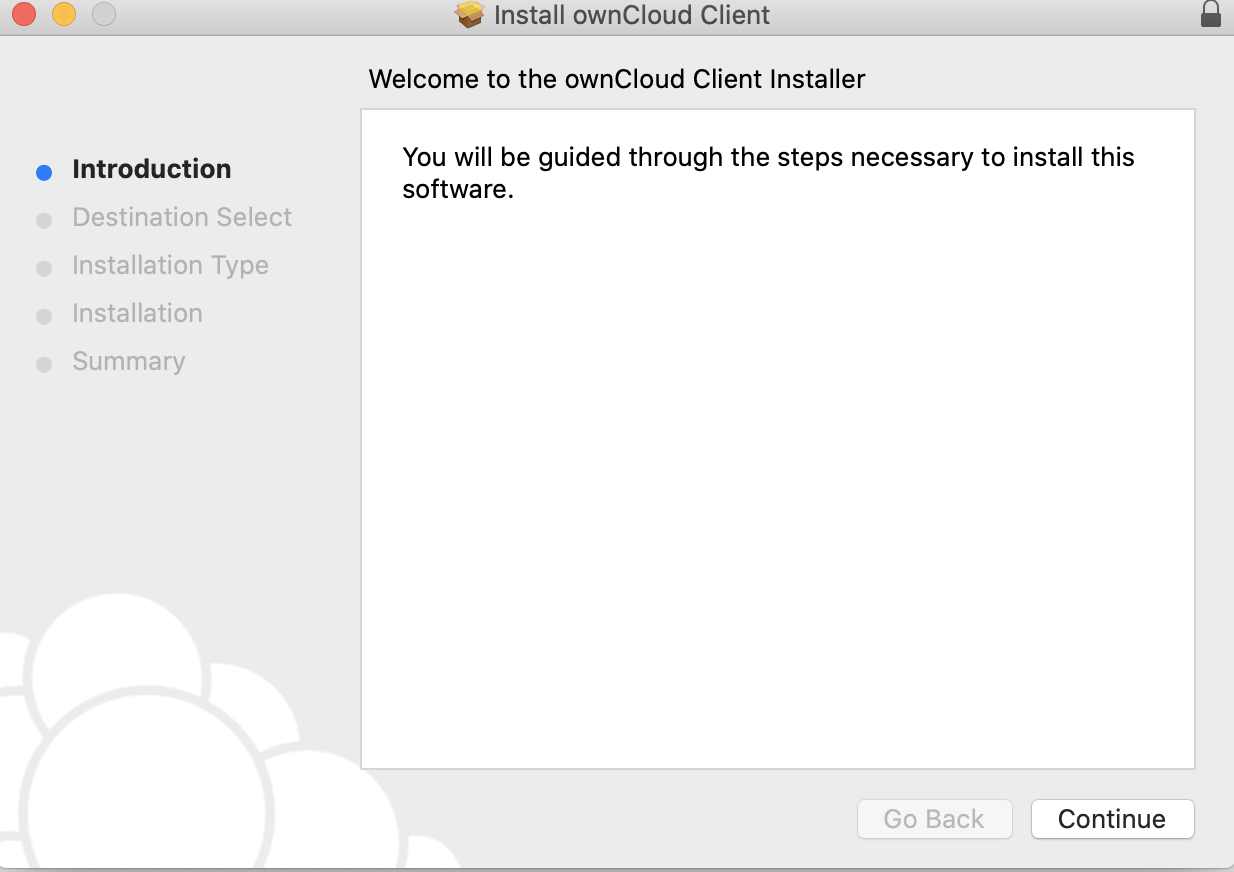 Install ownCloud Client
Welcome to the ownCloud Client Installer
Introduction
Destination Select
Installation Type
Installation
Summary
You will be guided through the steps necessary to install this
software.
Go Back
Continue